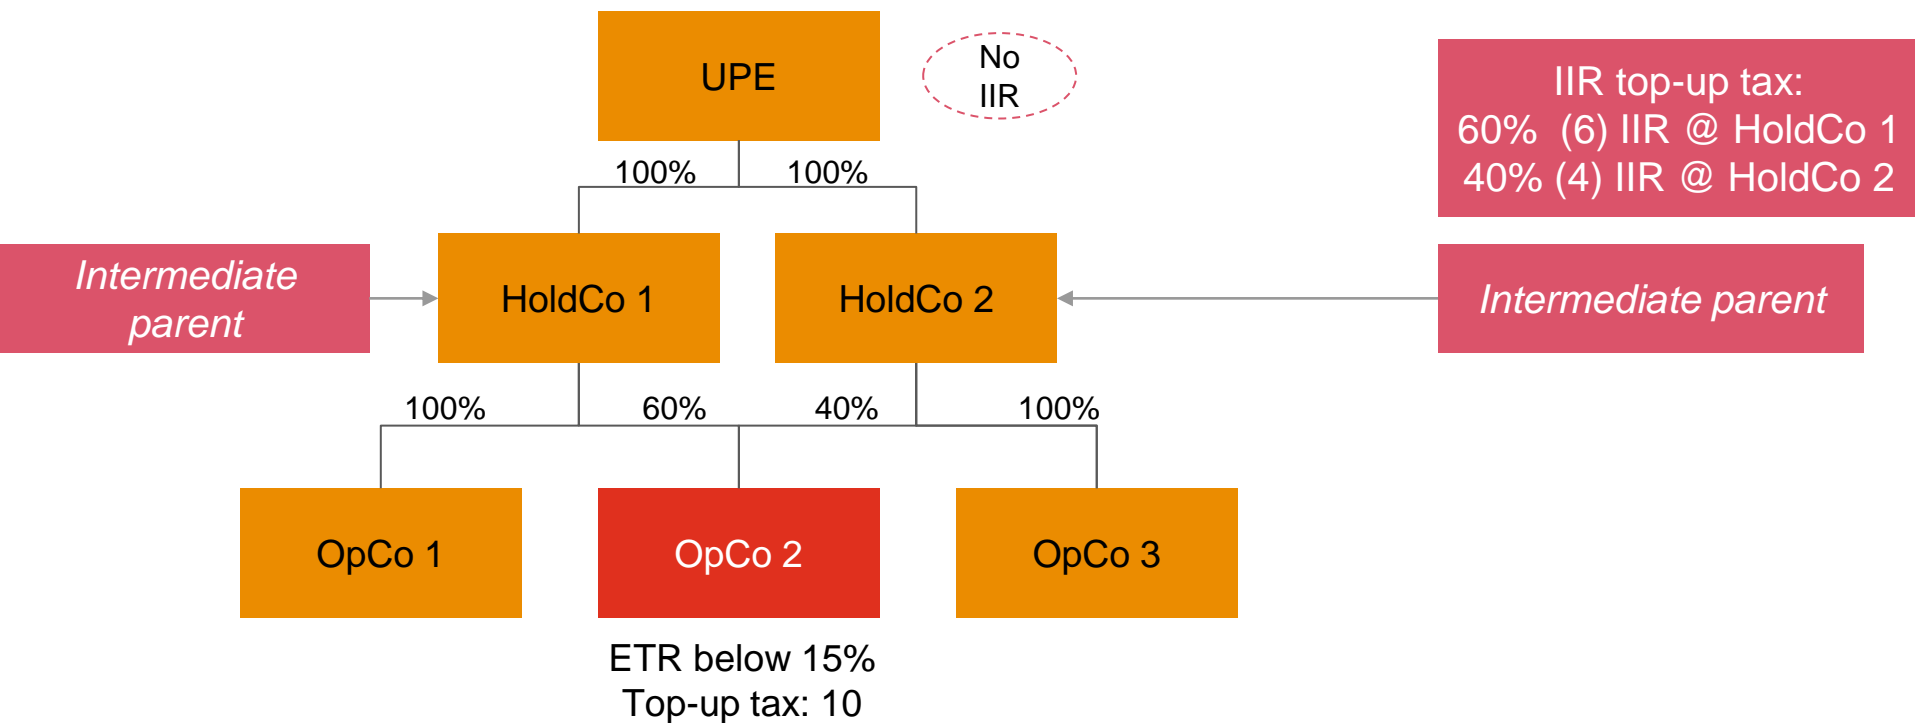 UPE
No
IIR
IIR top-up tax:
60%  (6) IIR @ HoldCo 1
40% (4) IIR @ HoldCo 2
100%
100%
Intermediate
parent
HoldCo 1
HoldCo 2
Intermediate parent
100%
60%
40%
100%
OpCo 1
OpCo 2
OpCo 3
ETR below 15%
Top-up tax: 10